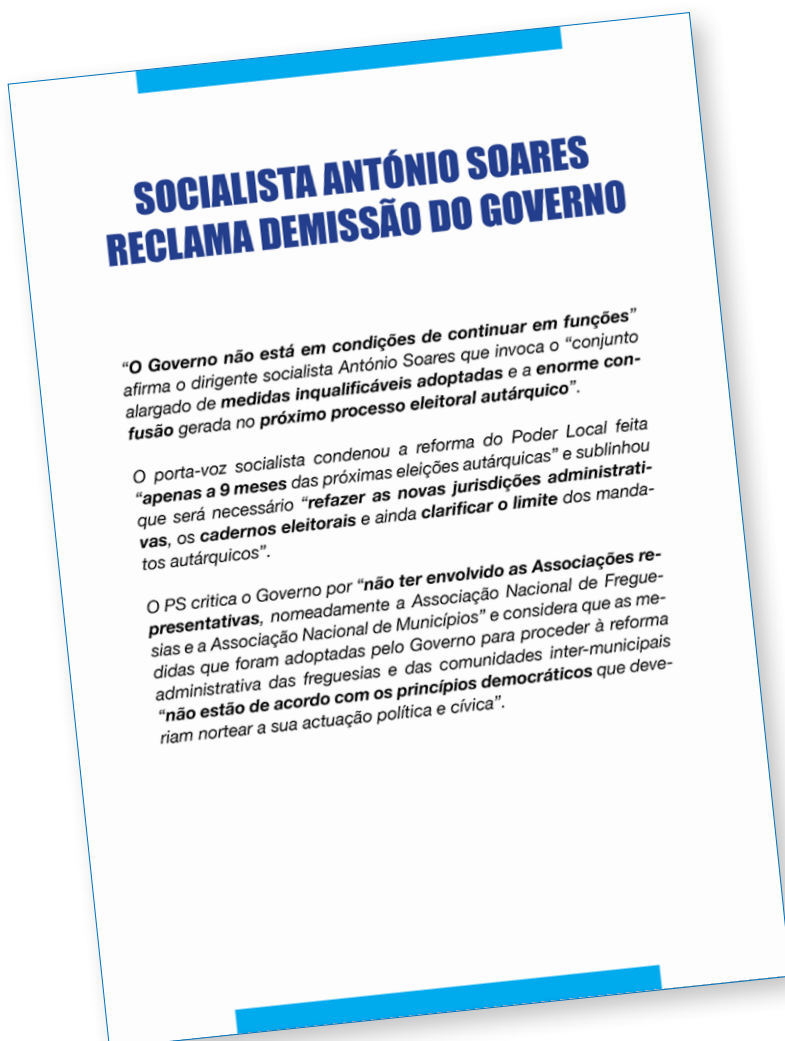 SOCIALISTA ANTÓNIO SOARES
RECLAMA DEMISSÃO DO GOVERNO
“O Governo não está em condições de continuar em funções”
afirma o dirigente socialista António Soares que invoca o “conjunto
alargado de medidas inqualificáveis adoptadas e a enorme con-
fusão gerada no próximo processo eleitoral autárquico”.
O porta-voz socialista condenou a reforma do Poder Local feita
“apenas a 9 meses das próximas eleições autárquicas” e sublinhou
que será necessário “refazer as novas jurisdições administrati-
vas, os cadernos eleitorais e ainda clarificar o limite dos manda-
tos autárquicos”.
O PS critica o Governo por “não ter envolvido as Associações re-
presentativas, nomeadamente a Associação Nacional de Fregue-
sias e a Associação Nacional de Municípios” e considera que as me-
didas que foram adoptadas pelo Governo para proceder à reforma
administrativa das freguesias e das comunidades inter-municipais
“não estão de acordo com os princípios democráticos que deve-
riam nortear a sua actuação política e cívica”.